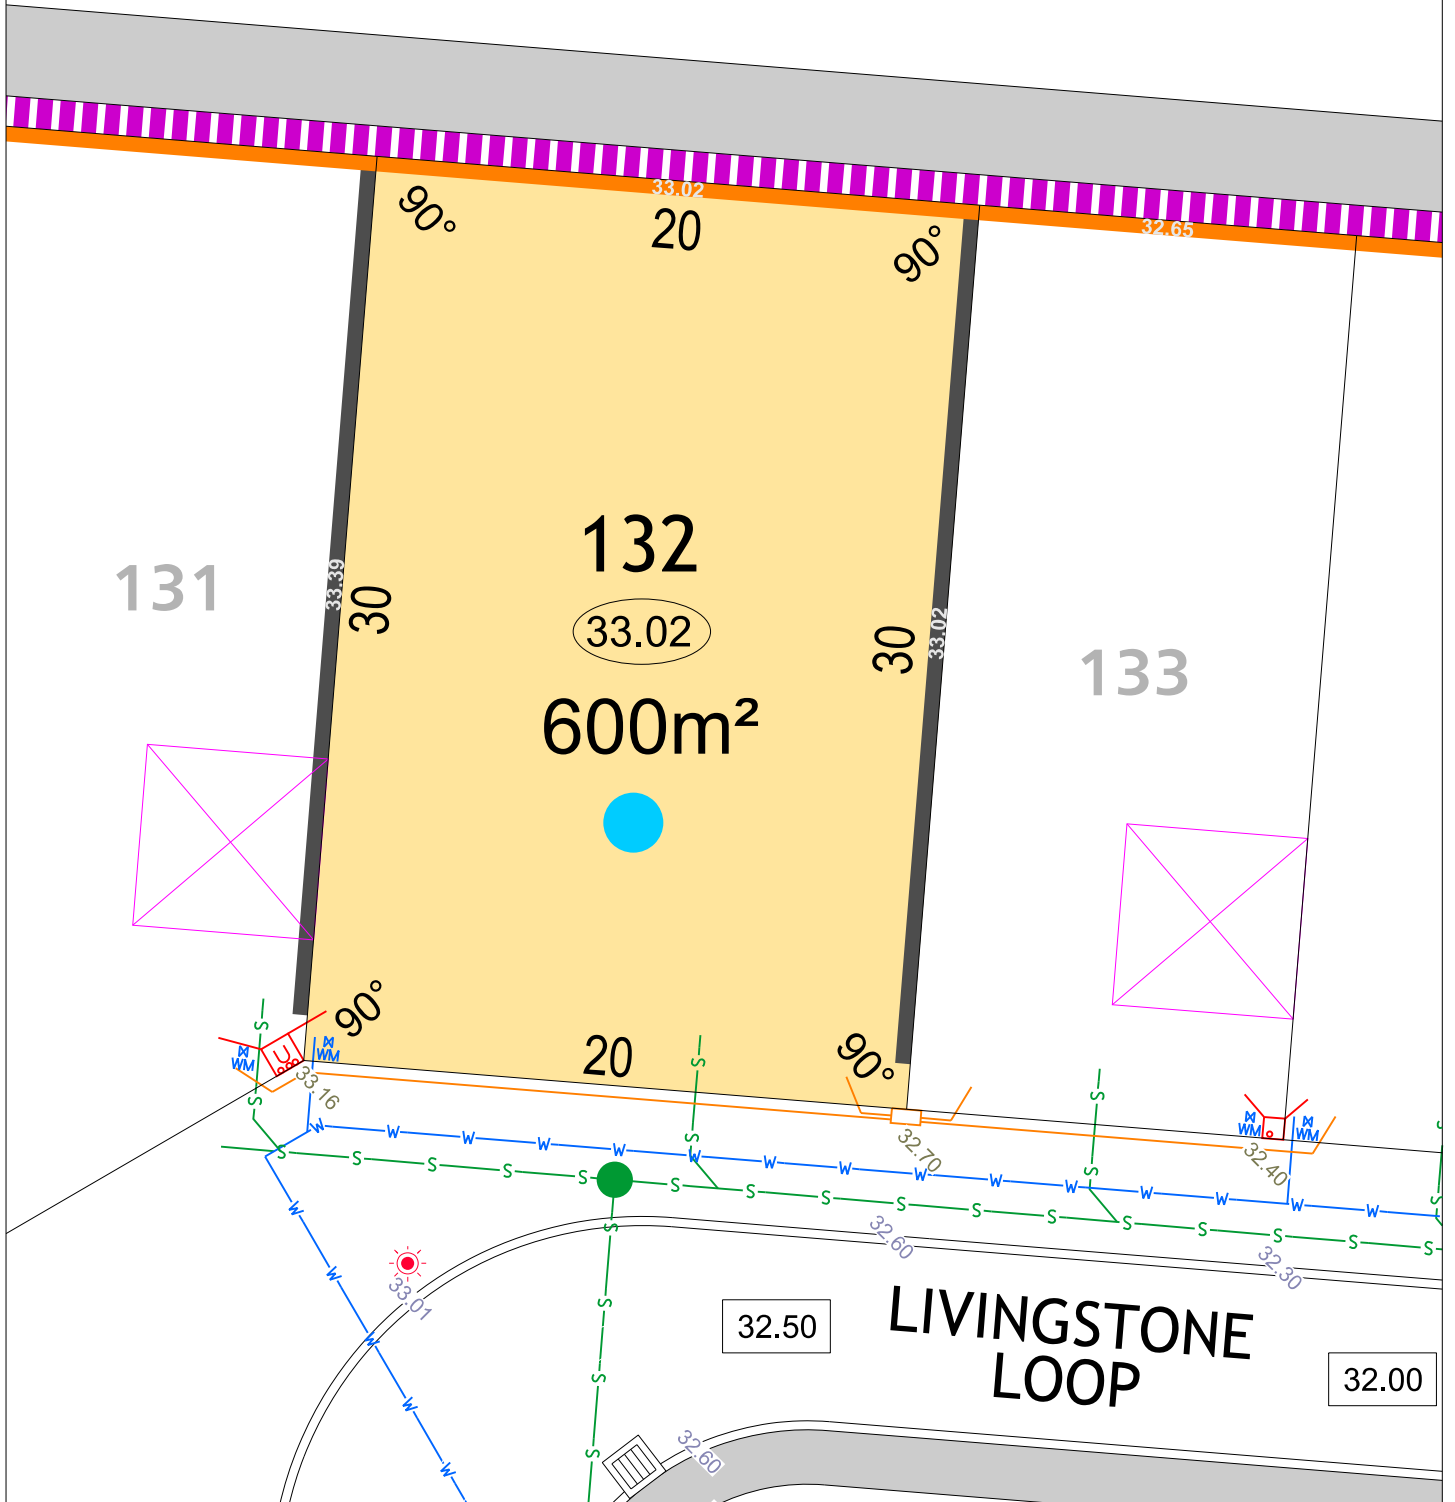 33.02
32.65
90°
20
90°
132
131
33.39
30
33.02
30
33.02
133
600m²
90°
20
90°
S
S
U
WM
WM
33.16
S
S
32.70
S
S
WM
WM
32.40
S
S
W W W W W W W W W W W W W W W
S S S S S S S S S S S S S S S
W
W
W
W
W
33.01
S
S
S
S
32.60
32.30
32.50
LIVINGSTONE
LOOP
32.00
32.60